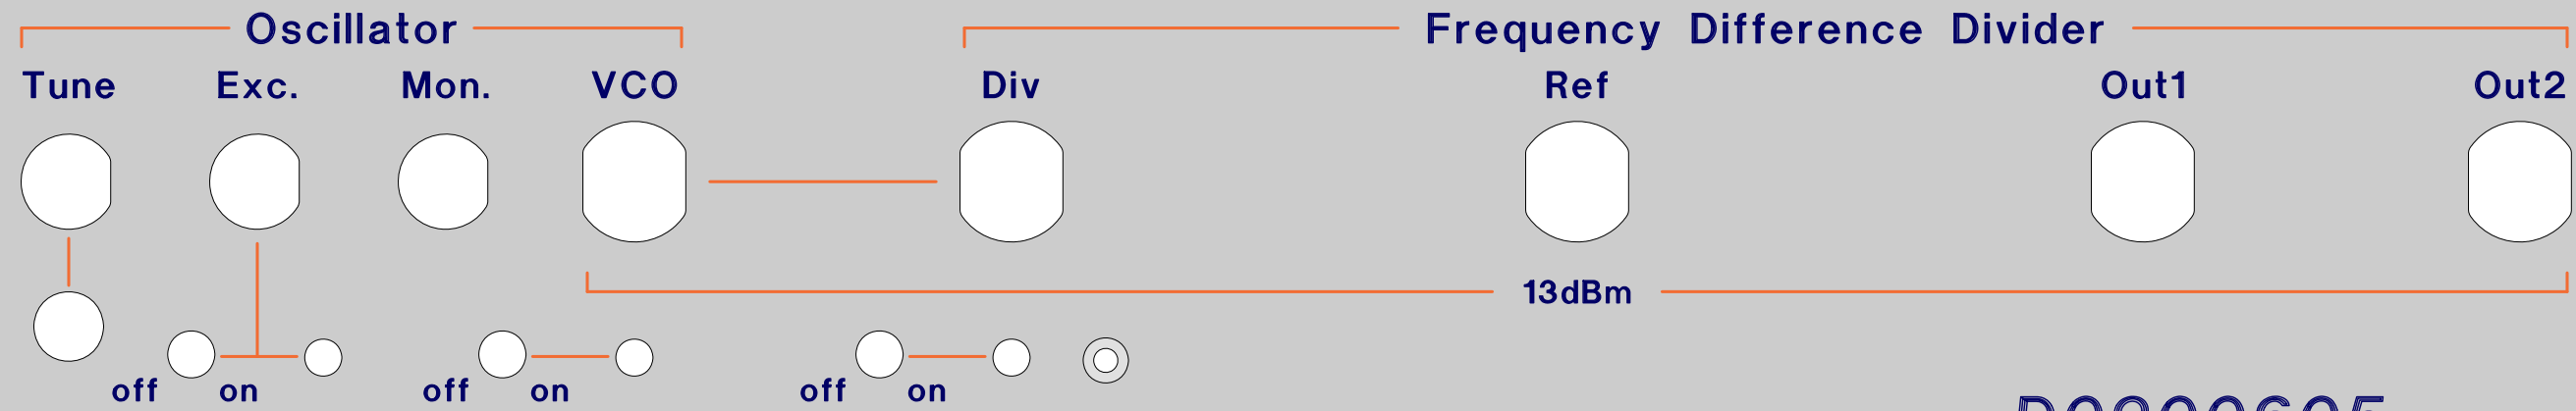 Oscillator Frequency Difference Divider
Tune Exc. Mon. VCO Div Ref Out1 Out2
13dBm
off on off on off on